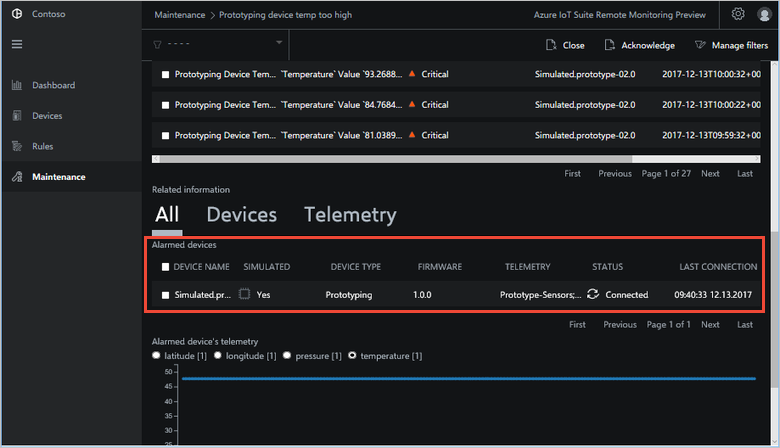 Contoso
Maintenance > Prototyping device temp too high
Azure IoT Suite Remote Monitoring Preview
- - - -
Close
Acknowledge
Manage filters
Dashboard
Devices
Rules
Maintenance
Prototyping Device Tem... `Temperature` Value `93.2688... Critical Simulated.prototype-02.0 2017-12-13T10:00:32+00
Prototyping Device Tem... `Temperature` Value `84.7684... Critical Simulated.prototype-02.0 2017-12-13T10:00:22+00
Prototyping Device Tem... `Temperature` Value `81.0389... Critical Simulated.prototype-02.0 2017-12-13T09:59:32+00
First Previous Page 1 of 27 Next Last
Related information
All Devices Telemetry
Alarmed devices
DEVICE NAME SIMULATED DEVICE TYPE FIRMWARE TELEMETRY STATUS LAST CONNECTION
Simulated.pr... Yes Prototyping 1.0.0 Prototype-Sensors;... Connected 09:40:33 12.13.2017
First Previous Page 1 of 1 Next Last
Alarmed device's telemetry
latitude [1] longitude [1] pressure [1] temperature [1]
50
45
40
35
30
25